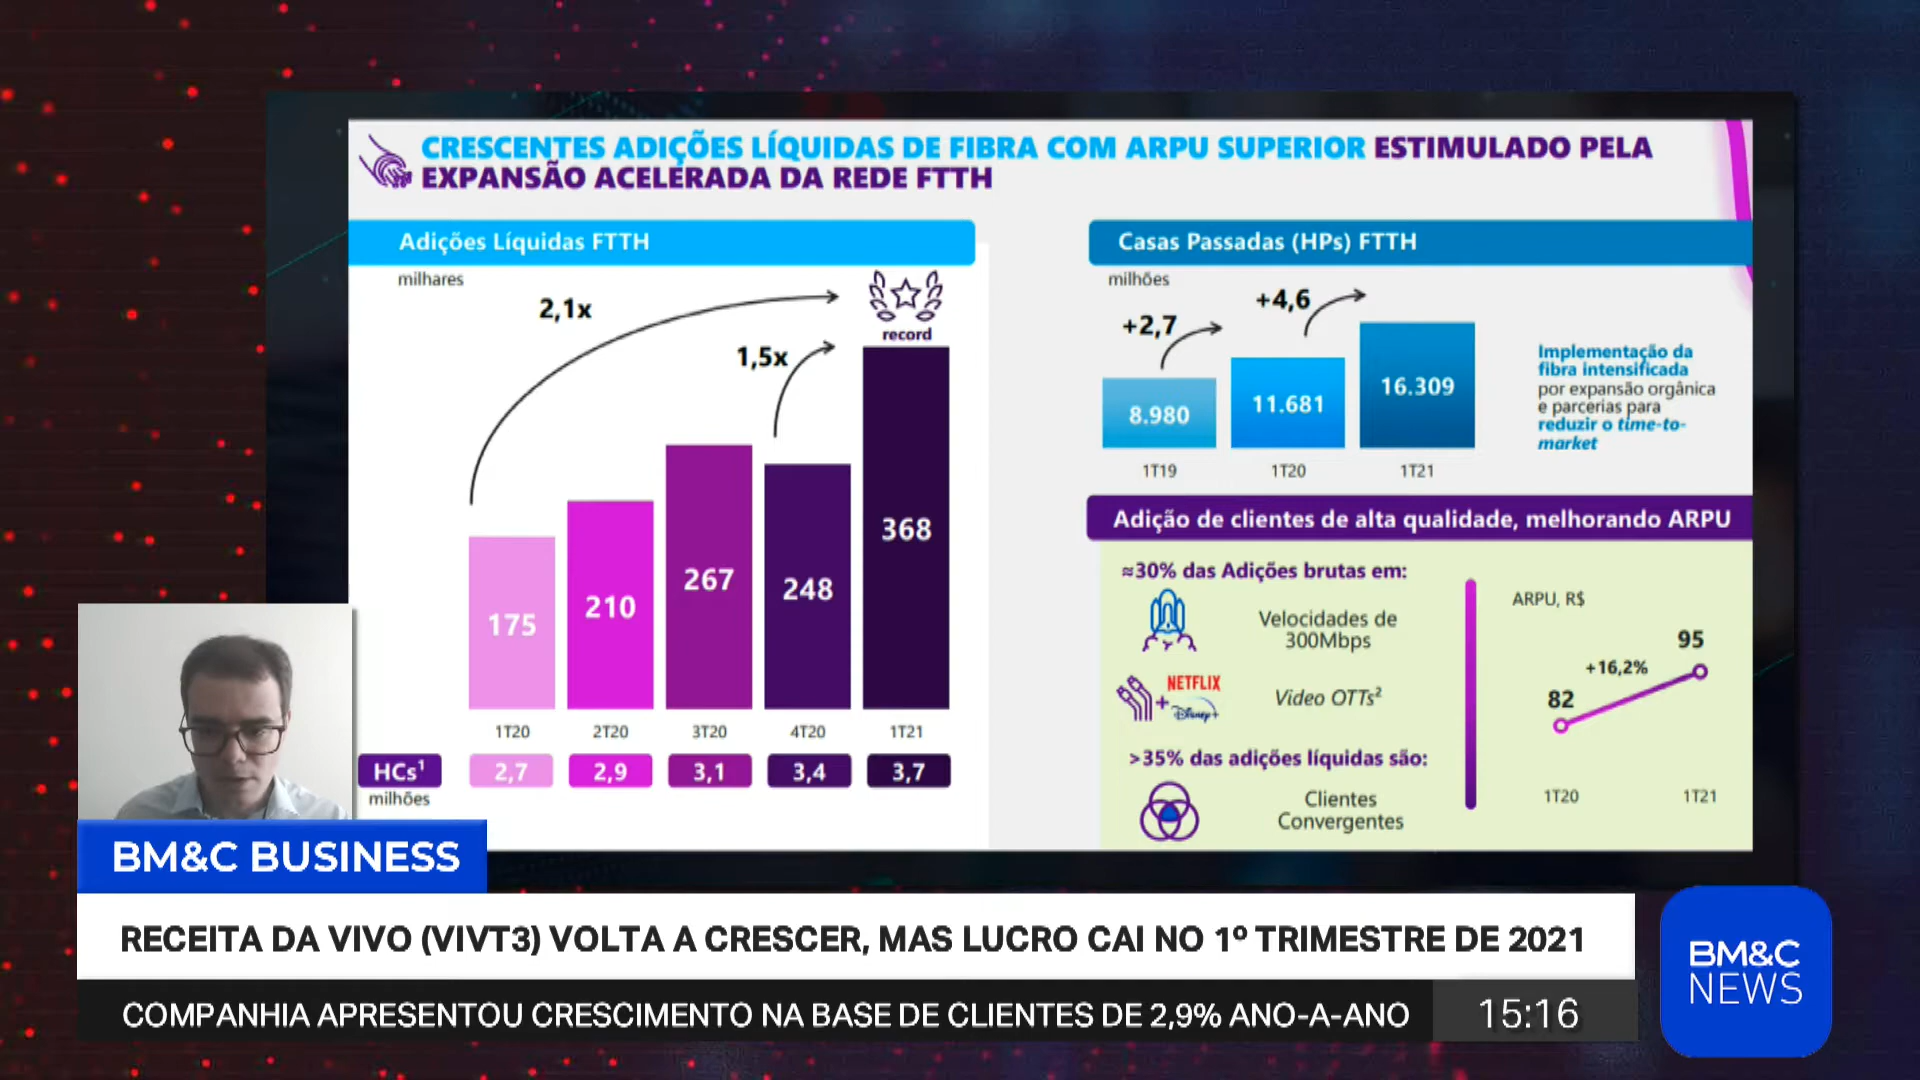 CRESCENTES ADIÇÕES LÍQUIDAS DE FIBRA COM ARPU SUPERIOR ESTIMULADO PELA
EXPANSÃO ACELERADA DA REDE FTTH
Adições Líquidas FTTH
milhares
2,1x
1,5x
record
175
210
267
248
368
1T20
2T20
3T20
4T20
1T21
HCs¹
2,7
2,9
3,1
3,4
3,7
milhões
Casas Passadas (HPs) FTTH
milhões
+2,7
+4,6
8.980
11.681
16.309
1T19
1T20
1T21
Implementação da
fibra intensificada
por expansão orgânica
e parcerias para
reduzir o time-to-
market
Adição de clientes de alta qualidade, melhorando ARPU
≈30% das Adições brutas em:
Velocidades de
300Mbps
NETFLIX
+
Disney+
Video OTTs²
>35% das adições líquidas são:
Clientes
Convergentes
ARPU, R$
82
+16,2%
95
1T20
1T21
BM&C BUSINESS
RECEITA DA VIVO (VIVT3) VOLTA A CRESCER, MAS LUCRO CAI NO 1º TRIMESTRE DE 2021
COMPANHIA APRESENTOU CRESCIMENTO NA BASE DE CLIENTES DE 2,9% ANO-A-ANO
15:16
BM&C
NEWS